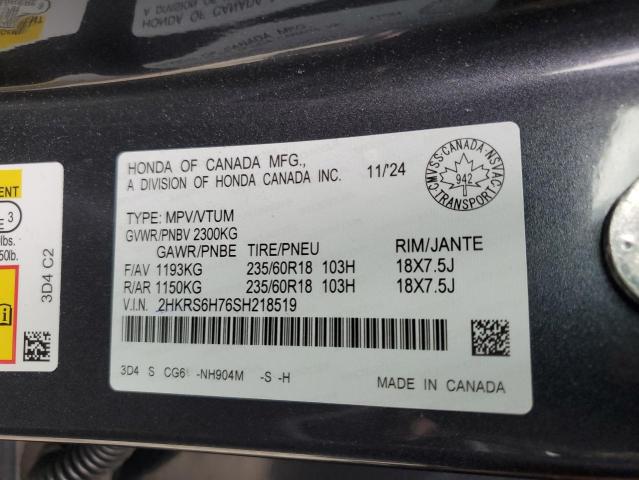 HONDA OF CANADA MFG.,
A DIVISION OF HONDA CANADA INC.
11/'24
CMVSS·CANADA·NSVAC
942
TRANSPORT
TYPE: MPV/VTUM
GVWR/PNBV 2300KG
GAWR/PNBE TIRE/PNEU RIM/JANTE
F/AV 1193KG 235/60R18 103H 18X7.5J
R/AR 1150KG 235/60R18 103H 18X7.5J
V.I.N. 2HKRS6H76SH218519
3D4 S CG6 -NH904M -S -H
MADE IN CANADA
3
lbs.
50lb.
3D4 C2